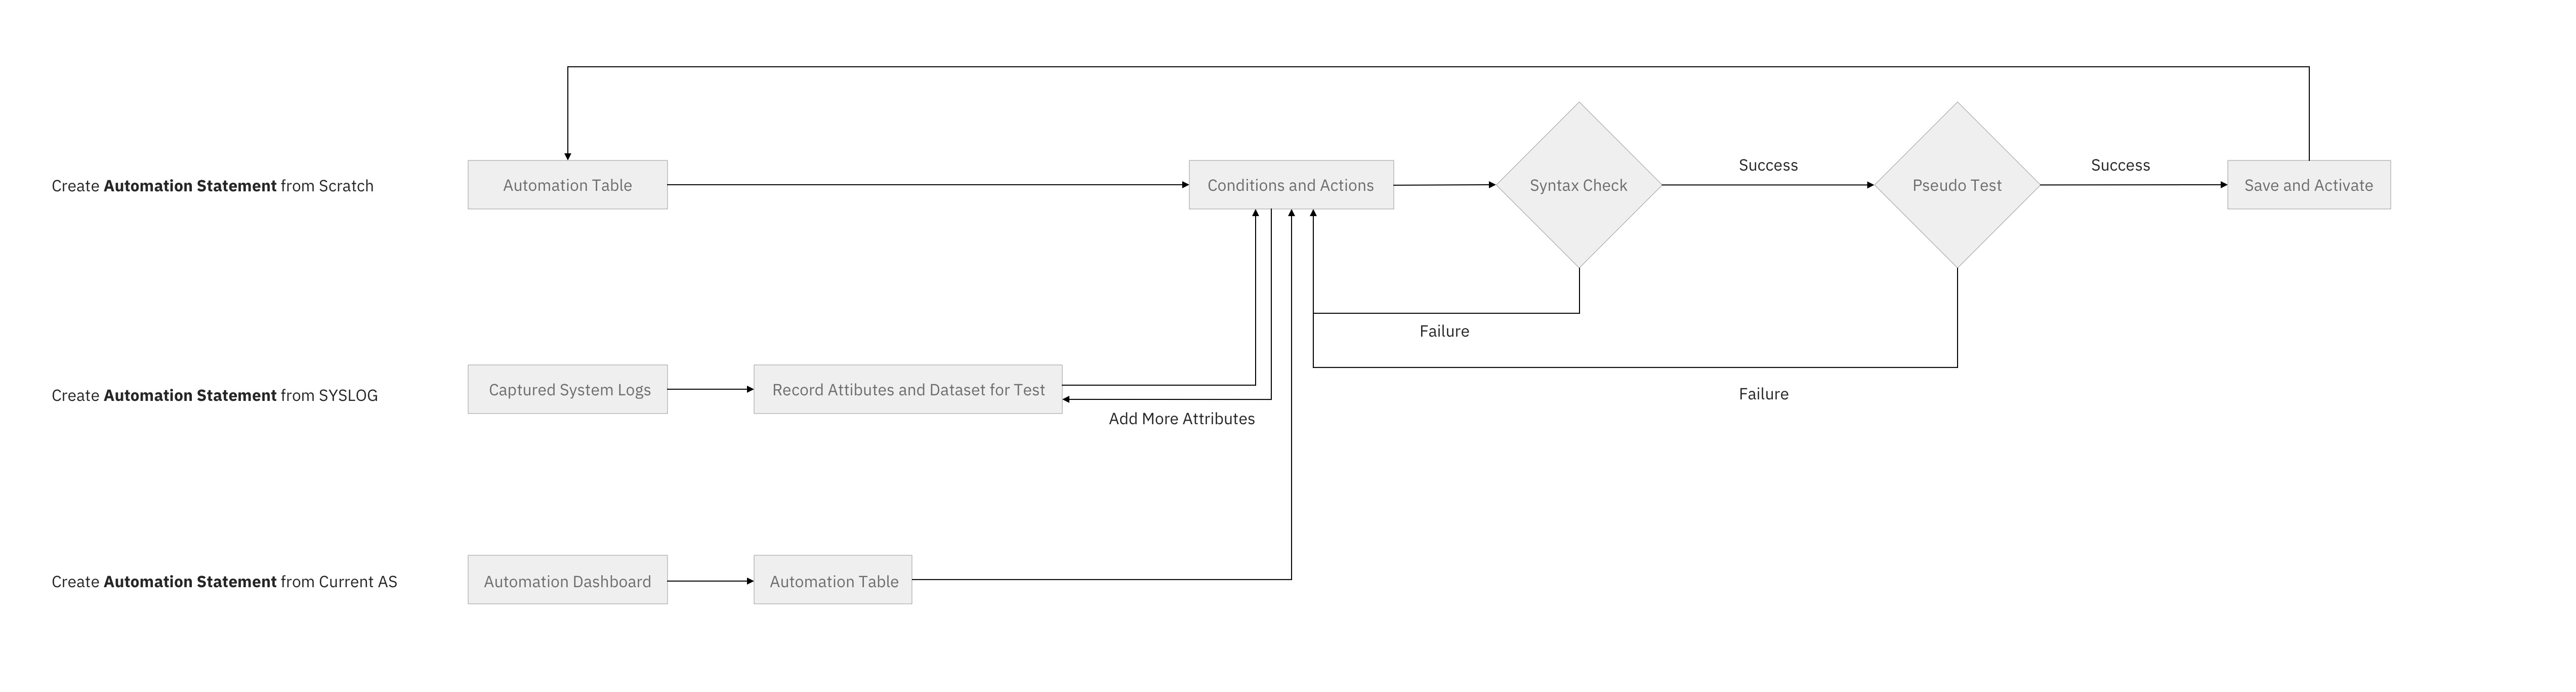 Create Automation Statement from Scratch
Automation Table
Conditions and Actions
Syntax Check
Success
Pseudo Test
Success
Save and Activate
Failure
Create Automation Statement from SYSLOG
Captured System Logs
Record Attibutes and Dataset for Test
Add More Attributes
Failure
Create Automation Statement from Current AS
Automation Dashboard
Automation Table